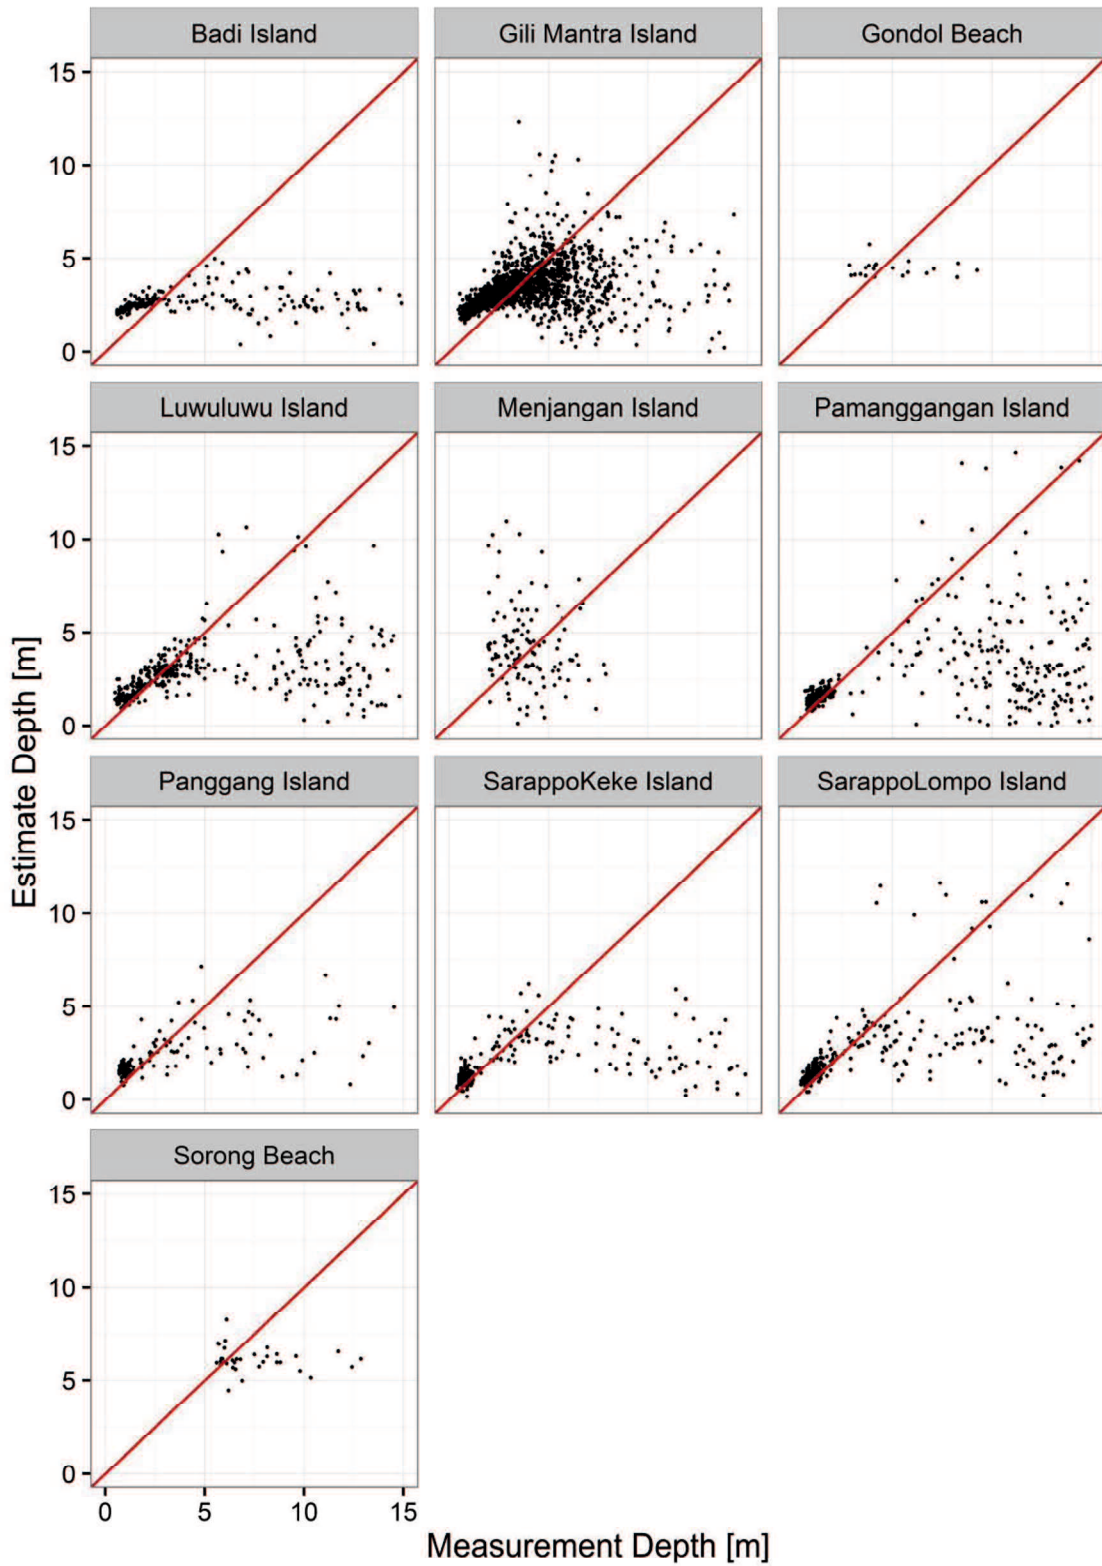 Badi Island
Gili Mantra Island
Gondol Beach
15
10
5
0
Luwuluwu Island
Menjangan Island
Pamanggangan Island
15
10
5
0
Estimate Depth [m]
Panggang Island
SarappoKeke Island
SarappoLompo Island
15
10
5
0
Sorong Beach
15
10
5
0
0 5 10 15
Measurement Depth [m]